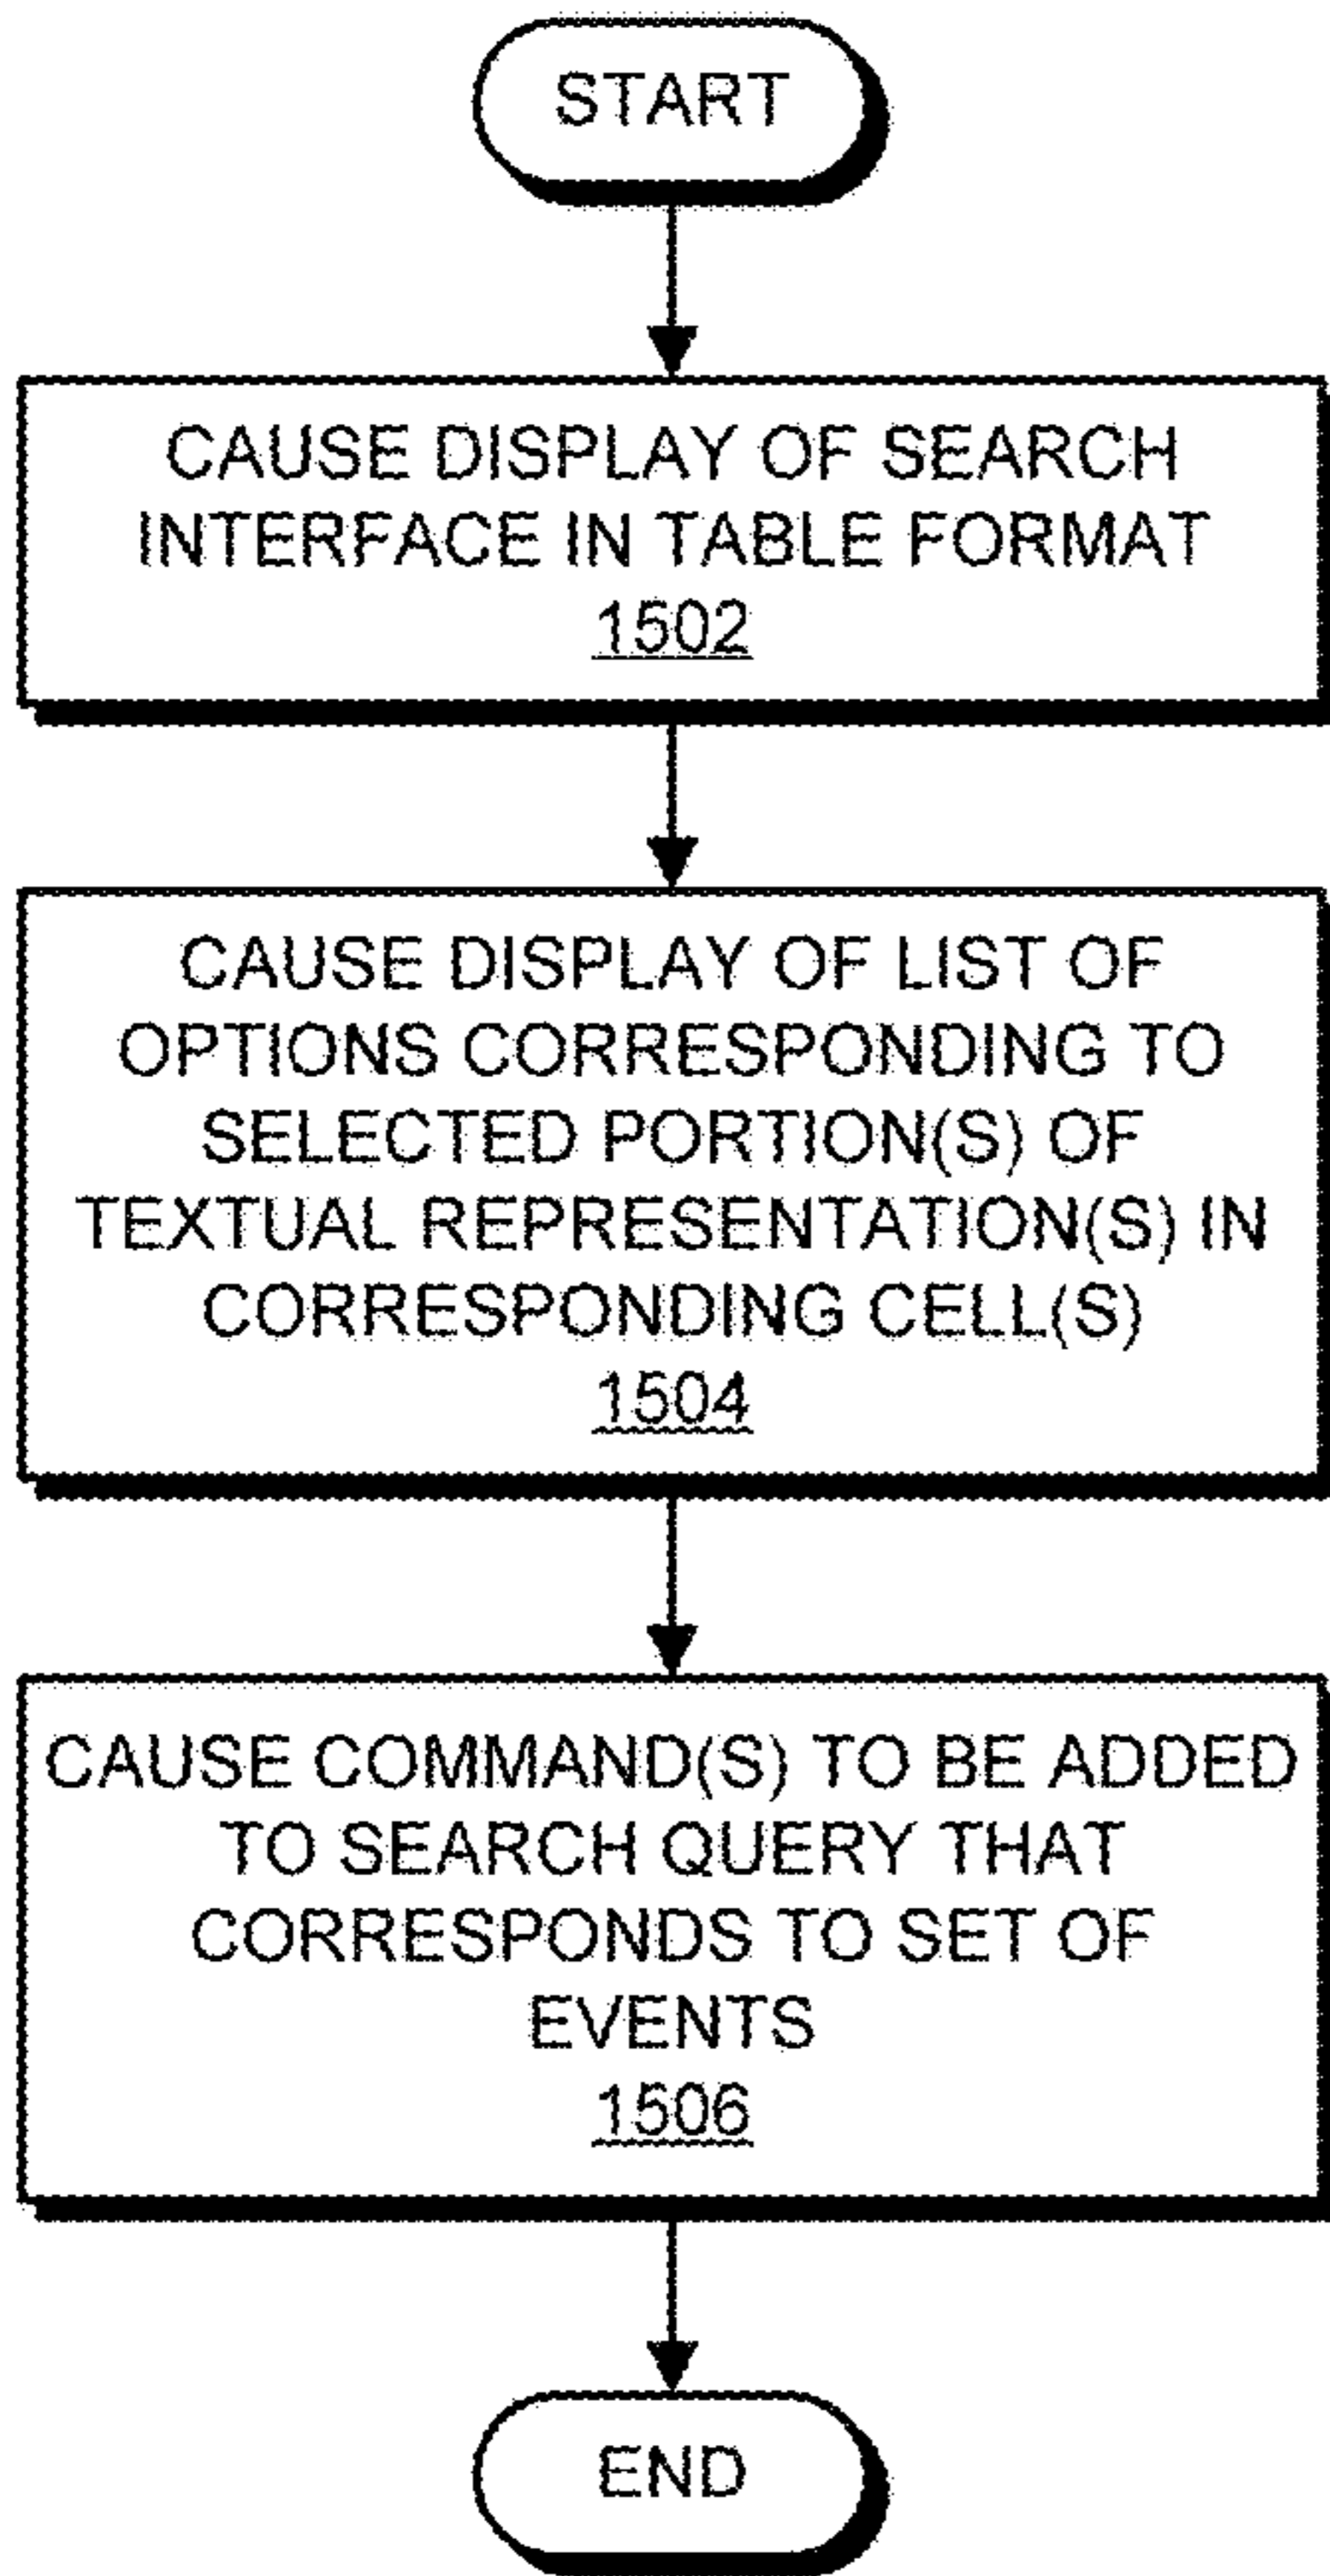 START
CAUSE DISPLAY OF SEARCH
INTERFACE IN TABLE FORMAT
1502
CAUSE DISPLAY OF LIST OF
OPTIONS CORRESPONDING TO
SELECTED PORTION(S) OF
TEXTUAL REPRESENTATION(S) IN
CORRESPONDING CELL(S)
1504
CAUSE COMMAND(S) TO BE ADDED
TO SEARCH QUERY THAT
CORRESPONDS TO SET OF
EVENTS
1506
END